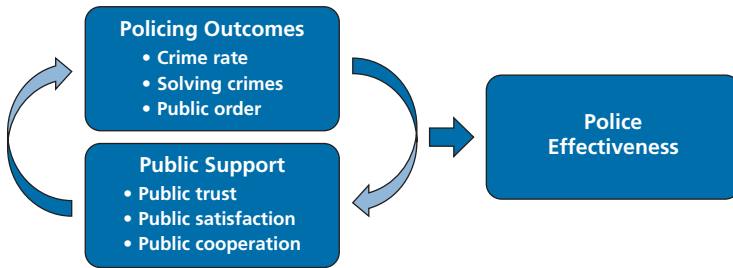 Policing Outcomes
• Crime rate
• Solving crimes
• Public order
Public Support
• Public trust
• Public satisfaction
• Public cooperation
Police
Effectiveness